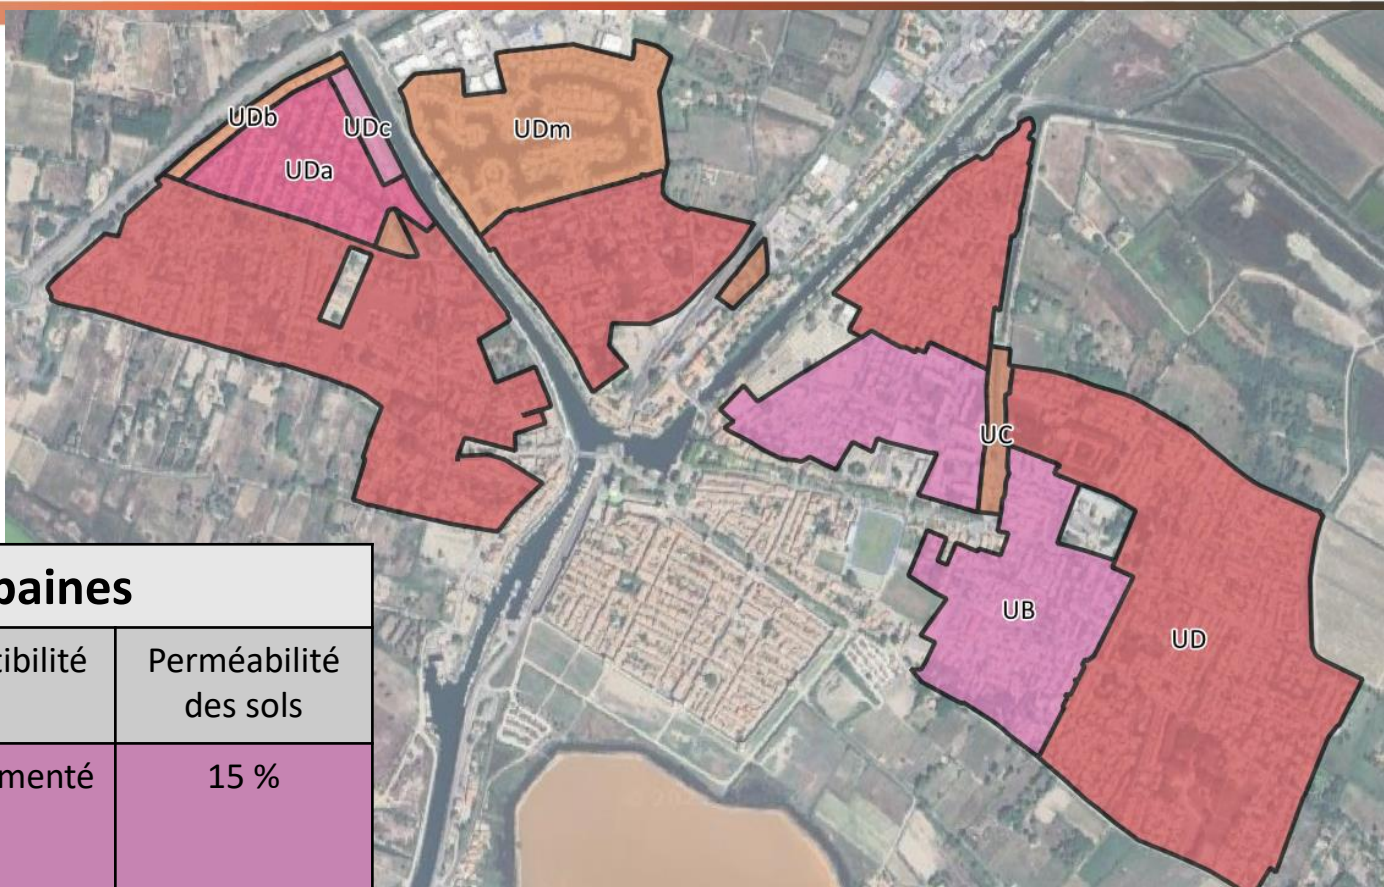 UDb
UDc
UDm
UDa
UC
UB
UD
baines
tibilité
Perméabilité
des sols
menté
15 %